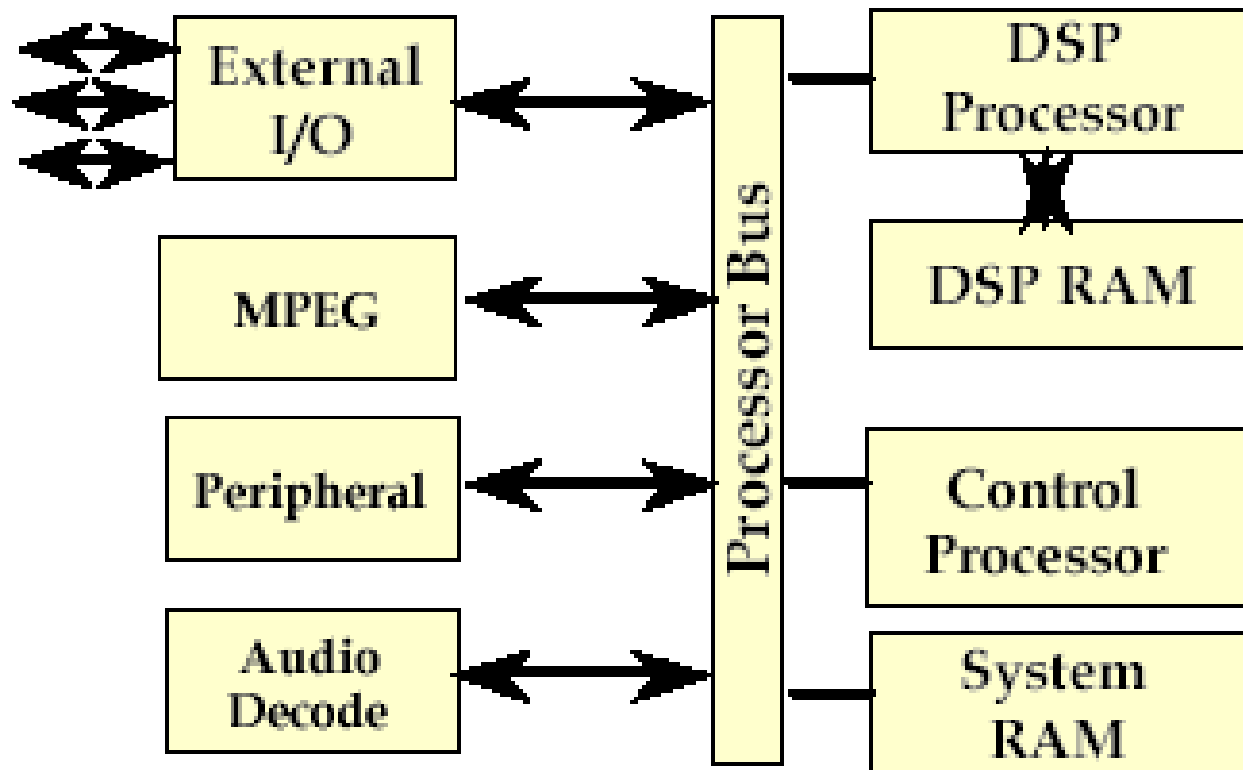 External
I/O
MPEG
Peripheral
Audio
Decode
Processor Bus
DSP
Processor
DSP RAM
Control
Processor
System
RAM